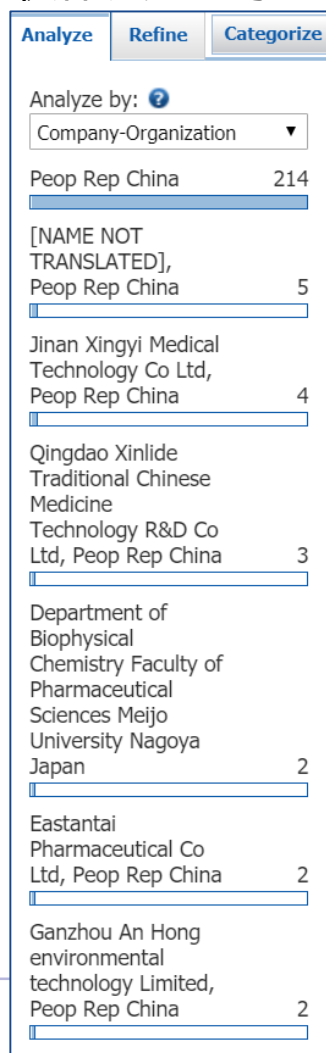 Analyze Refine Categorize
Analyze by: ?
Company-Organization ▼
Peop Rep China 214
[NAME NOT
TRANSLATED],
Peop Rep China 5
Jinan Xingyi Medical
Technology Co Ltd,
Peop Rep China 4
Qingdao Xinlide
Traditional Chinese
Medicine
Technology R&D Co
Ltd, Peop Rep China 3
Department of
Biophysical
Chemistry Faculty of
Pharmaceutical
Sciences Meijo
University Nagoya
Japan 2
Eastantai
Pharmaceutical Co
Ltd, Peop Rep China 2
Ganzhou An Hong
environmental
technology Limited,
Peop Rep China 2